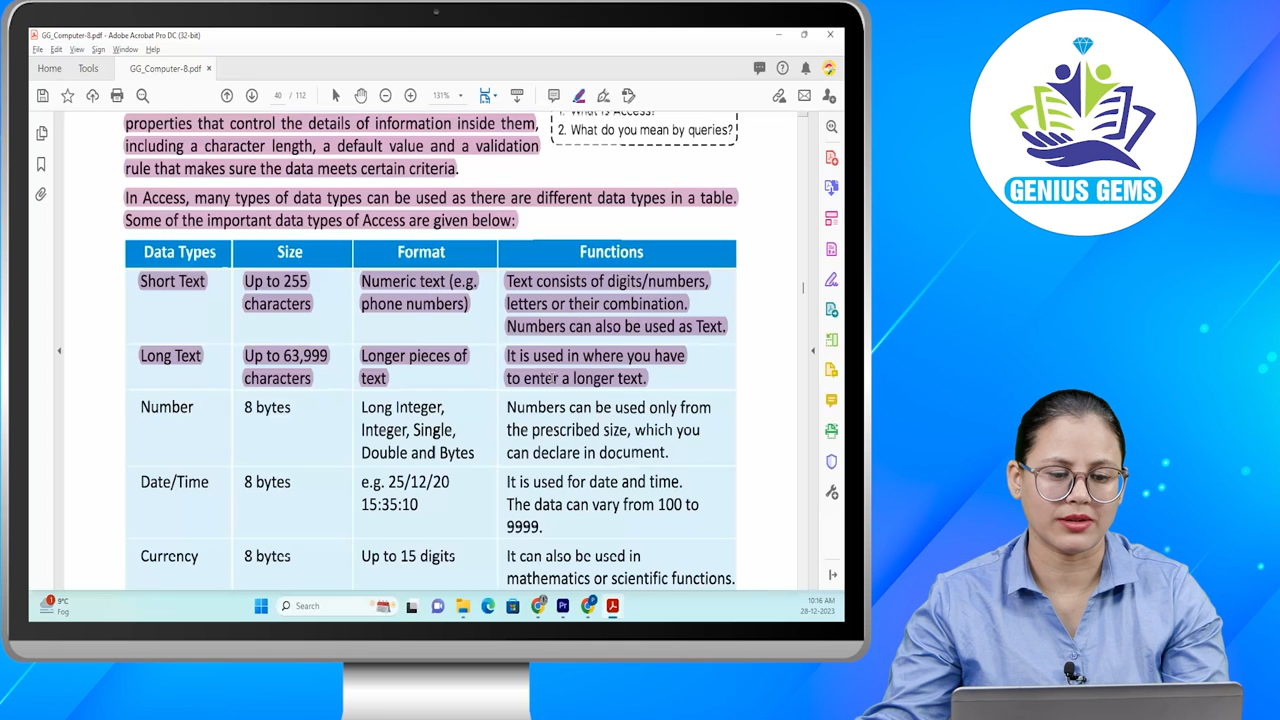 GG_Computer-8.pdf - Adobe Acrobat Pro DC (32-bit)
File Edit View Sign Window Help
Home Tools GG_Computer-8.pdf ×
40 / 112 131%
2. What do you mean by queries?
properties that control the details of information inside them,
including a character length, a default value and a validation
rule that makes sure the data meets certain criteria.
In Access, many types of data types can be used as there are different data types in a table.
Some of the important data types of Access are given below:
Data Types Size Format Functions
Short Text Up to 255 Numeric text (e.g. Text consists of digits/numbers,
characters phone numbers) letters or their combination.
Numbers can also be used as Text.
Long Text Up to 63,999 Longer pieces of It is used in where you have
characters text to enter a longer text.
Number 8 bytes Long Integer, Numbers can be used only from
Integer, Single, the prescribed size, which you
Double and Bytes can declare in document.
Date/Time 8 bytes e.g. 25/12/20 It is used for date and time.
15:35:10 The data can vary from 100 to
9999.
Currency 8 bytes Up to 15 digits It can also be used in
mathematics or scientific functions.
9°C
Fog
Search
10:16 AM
28-12-2023
GENIUS GEMS